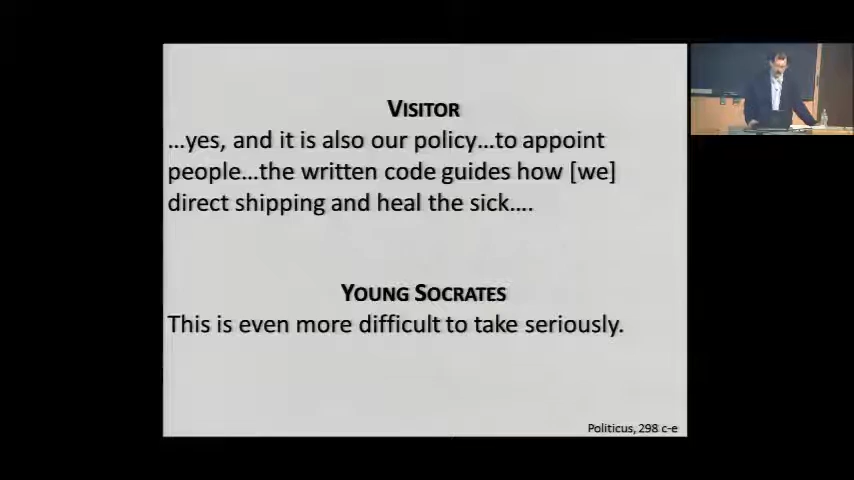 VISITOR
…yes, and it is also our policy…to appoint
people…the written code guides how [we]
direct shipping and heal the sick….
YOUNG SOCRATES
This is even more difficult to take seriously.
Politicus, 298 c-e